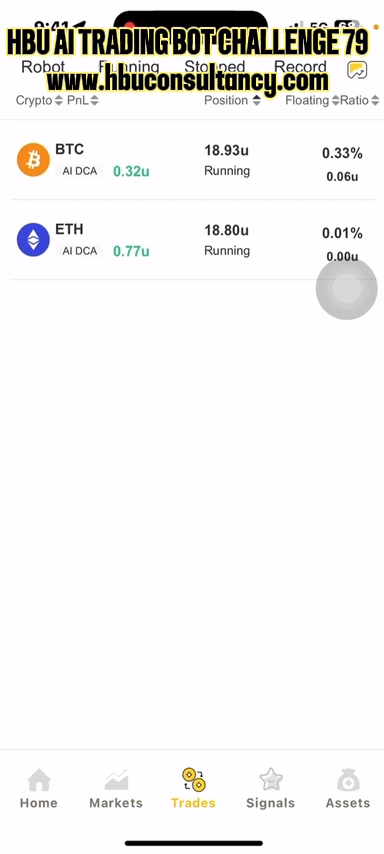 HBU AI TRADING BOT CHALLENGE 79
Robot Running Stopped Record
www.hbuconsultancy.com
Crypto PnL Position Floating Ratio
BTC 18.93u 0.33%
AI DCA 0.32u Running 0.06u
ETH 18.80u 0.01%
AI DCA 0.77u Running 0.00u
Home Markets Trades Signals Assets